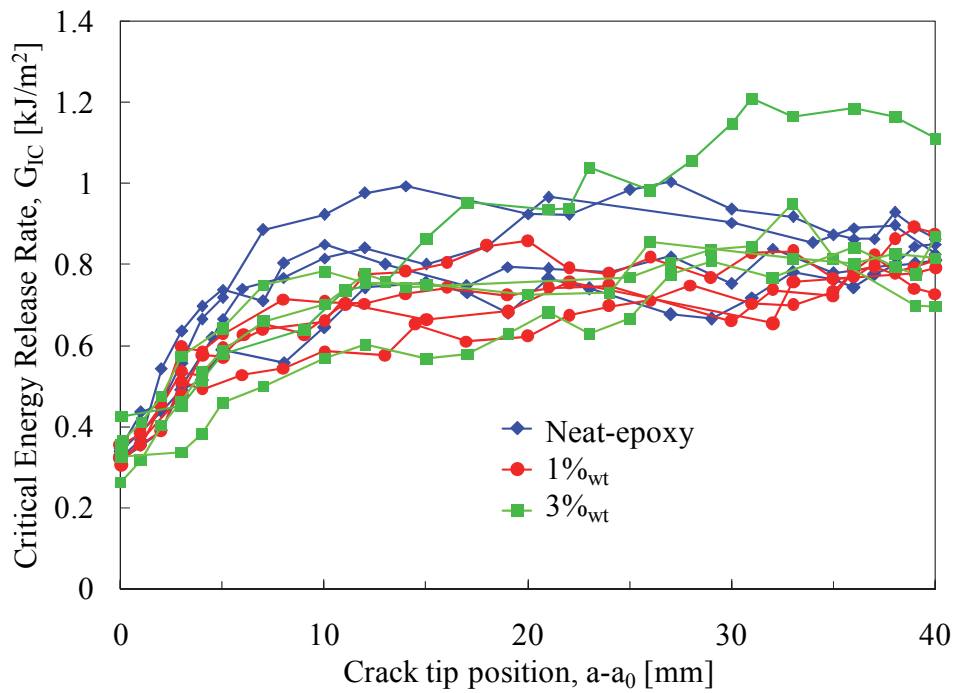 Critical Energy Release Rate, G_IC [kJ/m²]
1.4
1.2
1
0.8
0.6
0.4
0.2
0
Neat-epoxy
1%wt
3%wt
0 10 20 30 40
Crack tip position, a-a₀ [mm]